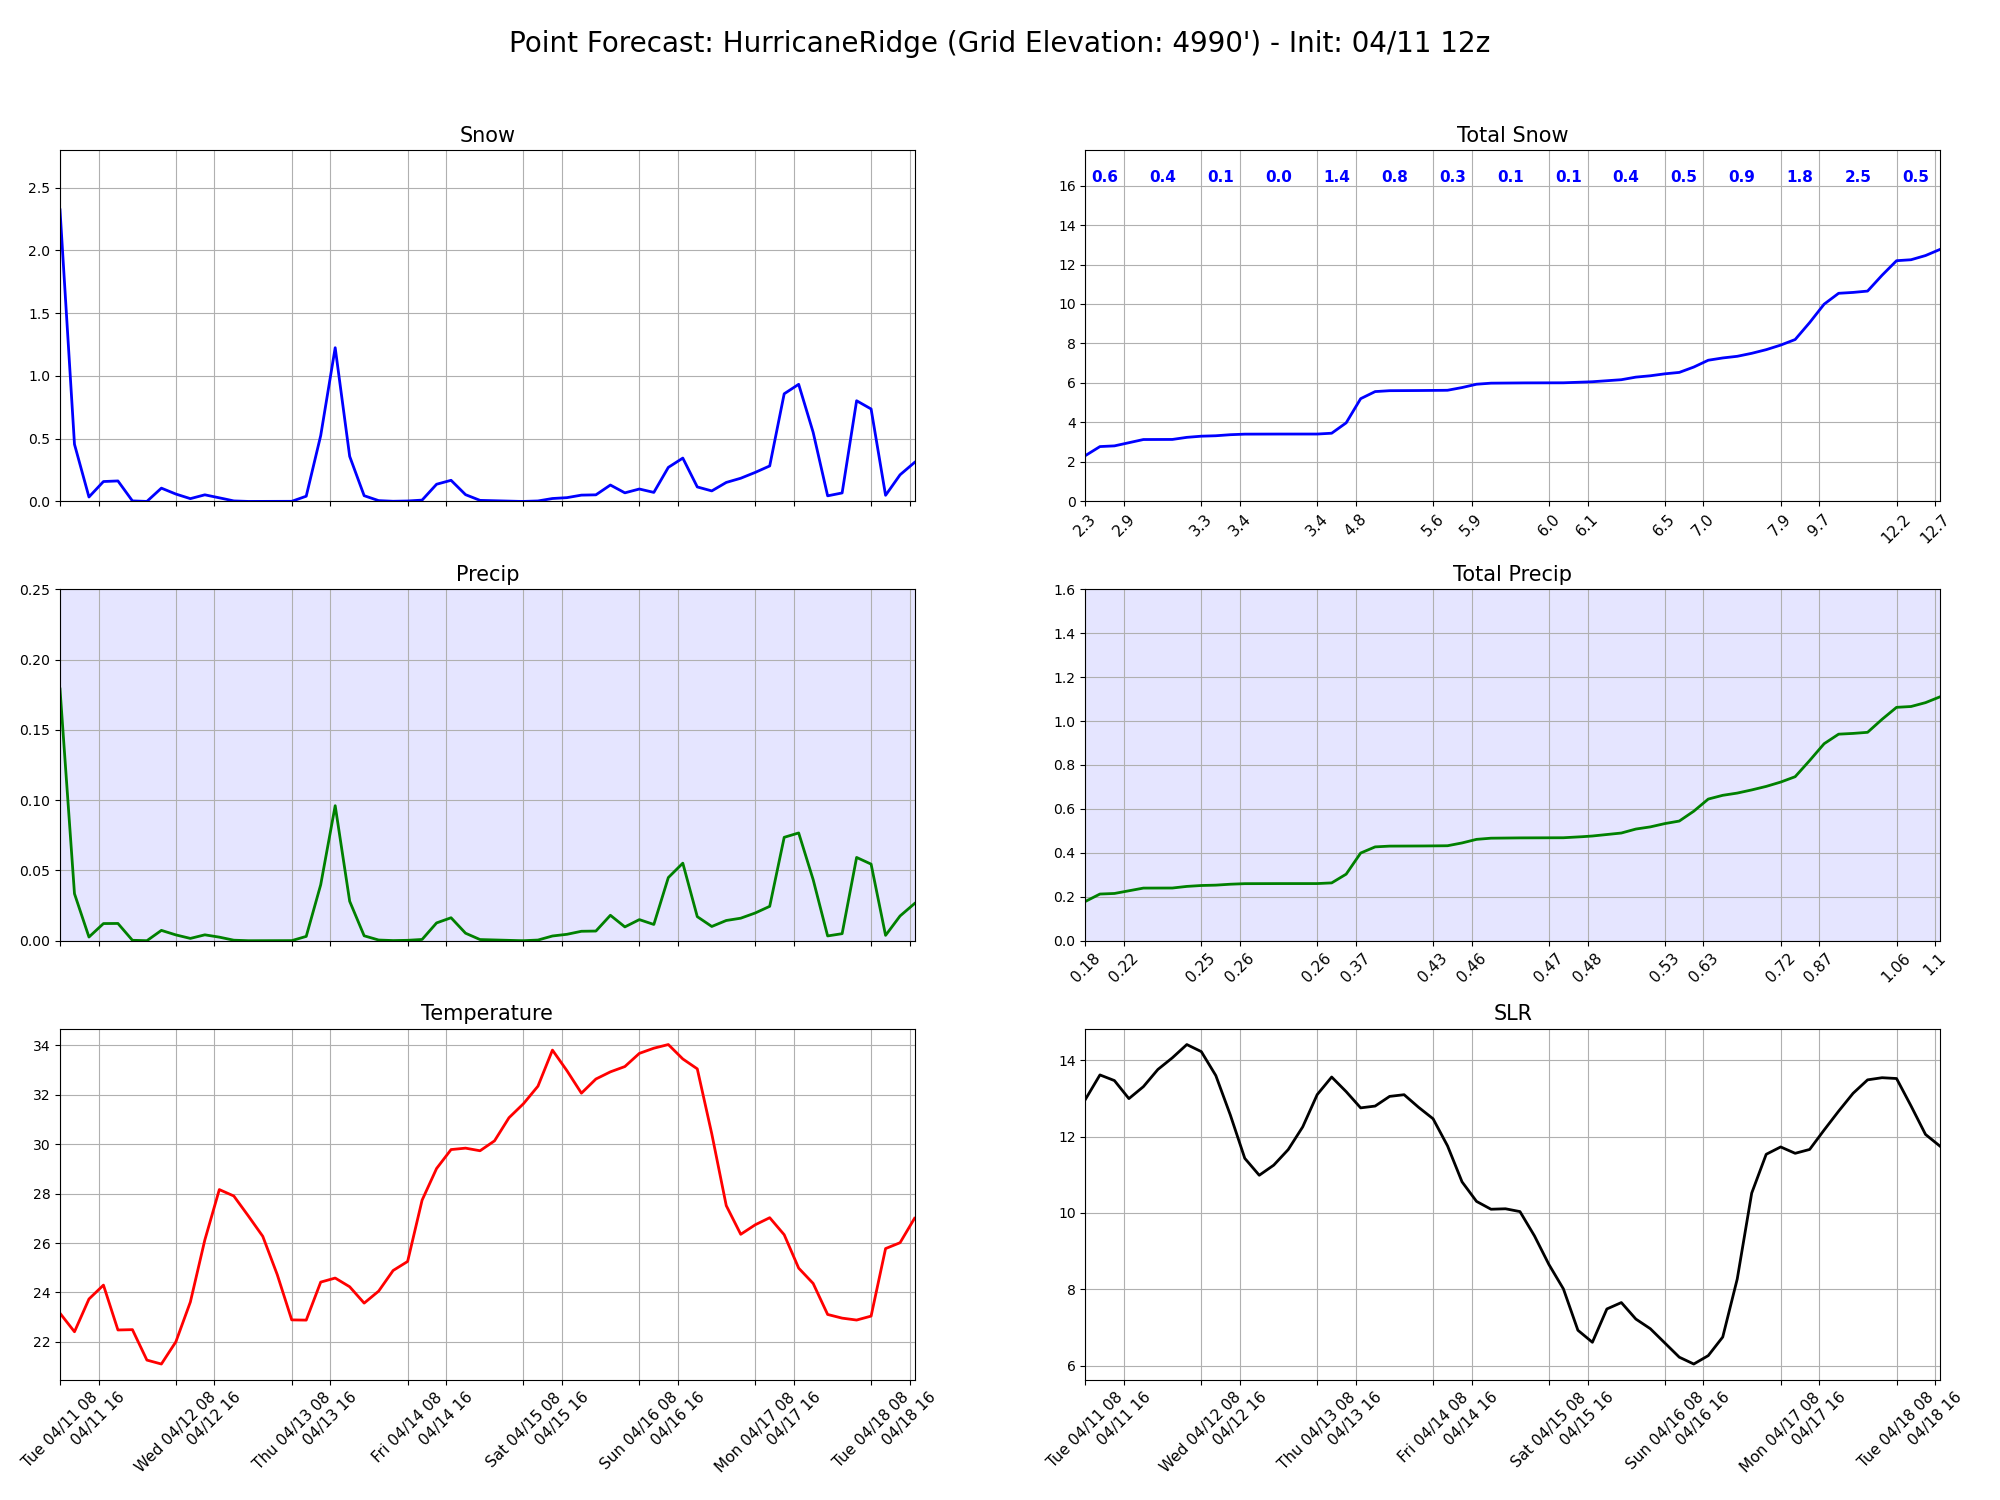 Point Forecast: HurricaneRidge (Grid Elevation: 4990') - Init: 04/11 12z
Snow
2.5
2.0
1.5
1.0
0.5
0.0
Total Snow
0.6 0.4 0.1 0.0 1.4 0.8 0.3 0.1 0.1 0.4 0.5 0.9 1.8 2.5 0.5
16
14
12
10
8
6
4
2
0
2.3 2.9 3.3 3.4 3.4 4.8 5.6 5.9 6.0 6.1 6.5 7.0 7.9 9.7 12.2 12.7
Precip
0.25
0.20
0.15
0.10
0.05
0.00
Total Precip
1.6
1.4
1.2
1.0
0.8
0.6
0.4
0.2
0.0
0.18 0.22 0.25 0.26 0.26 0.37 0.43 0.46 0.47 0.48 0.53 0.63 0.72 0.87 1.06 1.1
Temperature
34
32
30
28
26
24
22
Tue 04/11 08
04/11 16
Wed 04/12 08
04/12 16
Thu 04/13 08
04/13 16
Fri 04/14 08
04/14 16
Sat 04/15 08
04/15 16
Sun 04/16 08
04/16 16
Mon 04/17 08
04/17 16
Tue 04/18 08
04/18 16
SLR
14
12
10
8
6
Tue 04/11 08
04/11 16
Wed 04/12 08
04/12 16
Thu 04/13 08
04/13 16
Fri 04/14 08
04/14 16
Sat 04/15 08
04/15 16
Sun 04/16 08
04/16 16
Mon 04/17 08
04/17 16
Tue 04/18 08
04/18 16